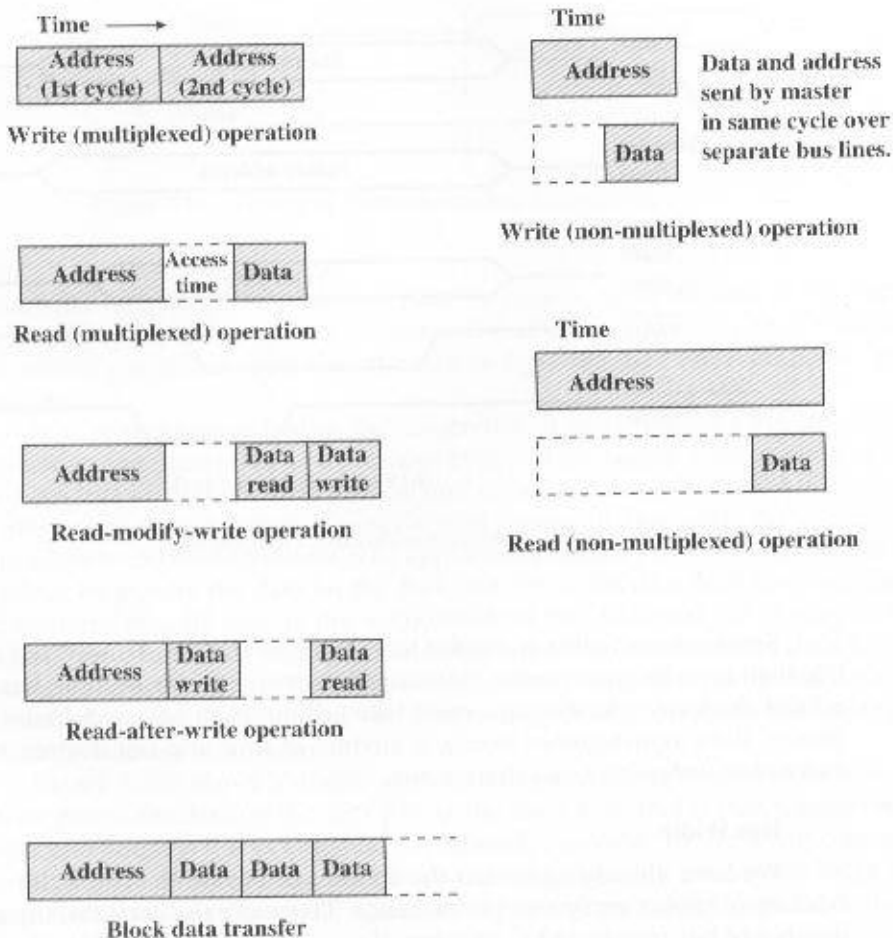 Time
Address Address
(1st cycle) (2nd cycle)
Write (multiplexed) operation
Address Access time Data
Read (multiplexed) operation
Address Data read Data write
Read-modify-write operation
Address Data write Data read
Read-after-write operation
Address Data Data Data
Block data transfer
Time
Address
Data
Data and address
sent by master
in same cycle over
separate bus lines.
Write (non-multiplexed) operation
Time
Address
Data
Read (non-multiplexed) operation